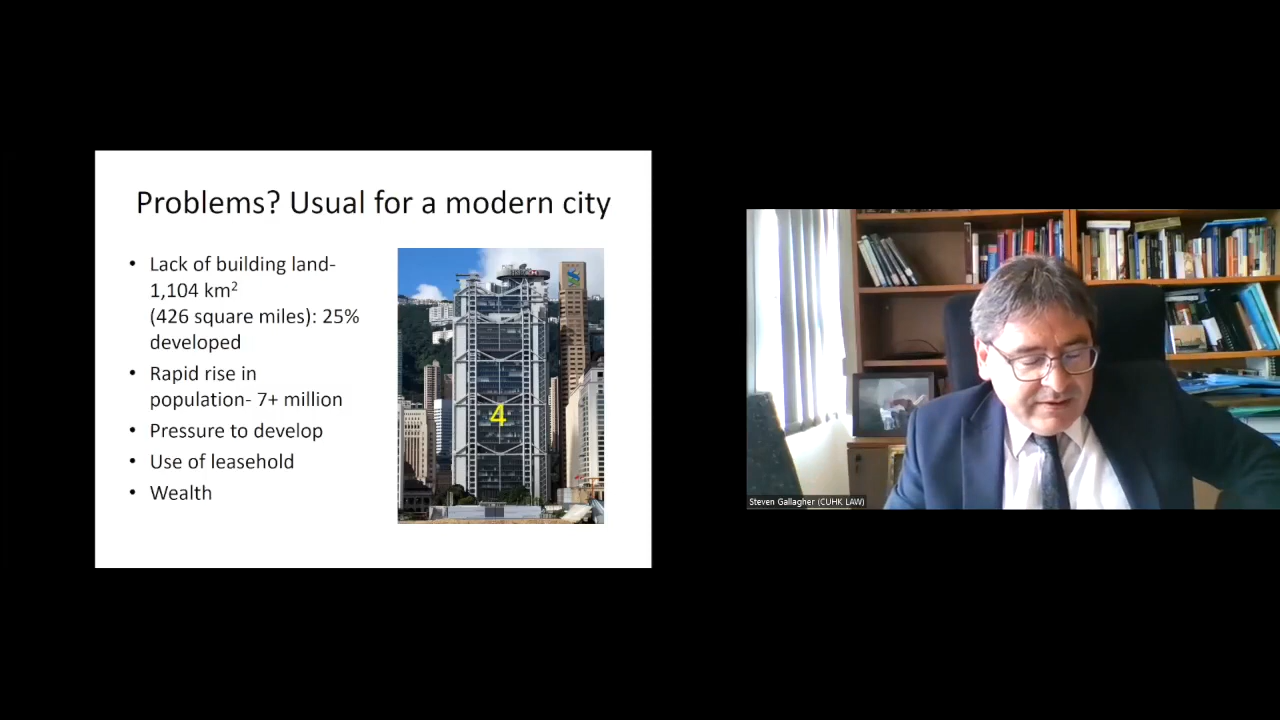 Problems? Usual for a modern city
• Lack of building land-
1,104 km²
(426 square miles): 25%
developed
• Rapid rise in
population- 7+ million
• Pressure to develop
• Use of leasehold
• Wealth
4
Steven Gallagher (CUHK LAW)